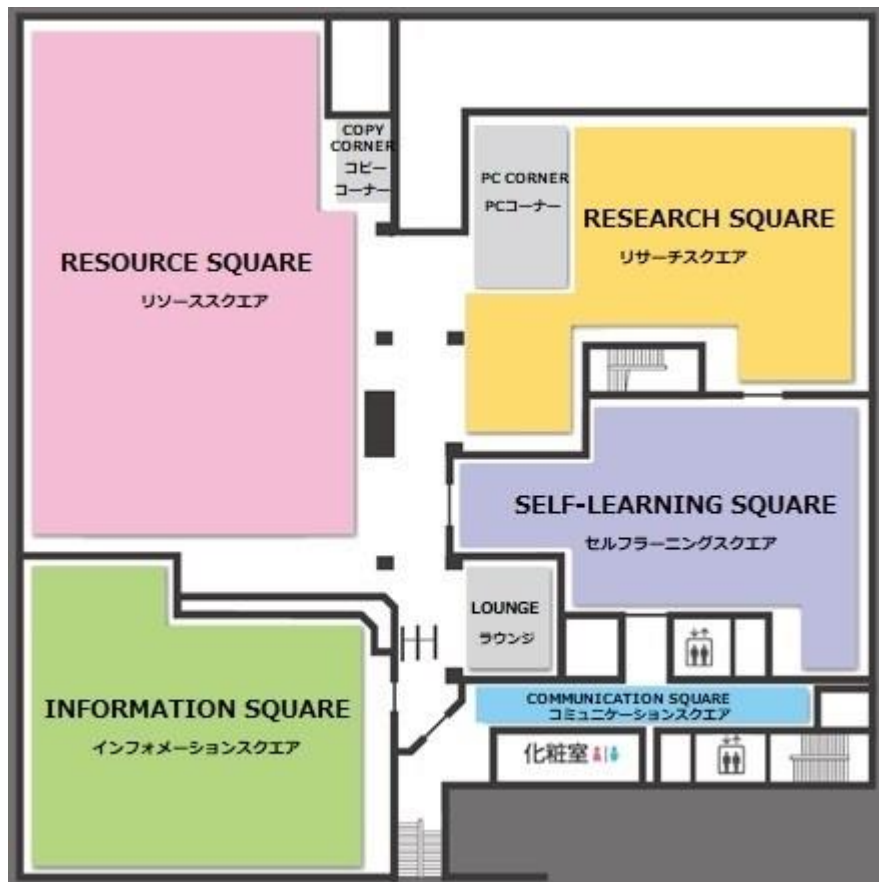 COPY
CORNER
コピー
コーナー
PC CORNER
PCコーナー
RESEARCH SQUARE
リサーチスクエア
RESOURCE SQUARE
リソーススクエア
SELF-LEARNING SQUARE
セルフラーニングスクエア
LOUNGE
ラウンジ
INFORMATION SQUARE
インフォメーションスクエア
COMMUNICATION SQUARE
コミュニケーションスクエア
化粧室